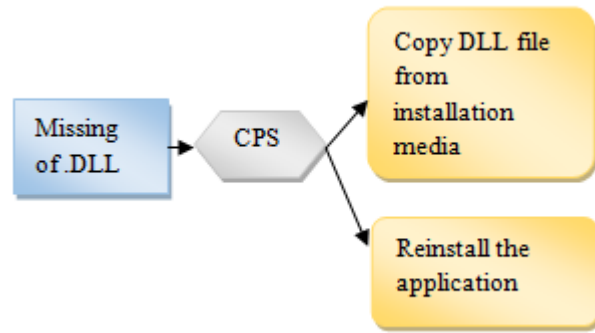 Missing
of .DLL
CPS
Copy DLL file
from
installation
media
Reinstall the
application